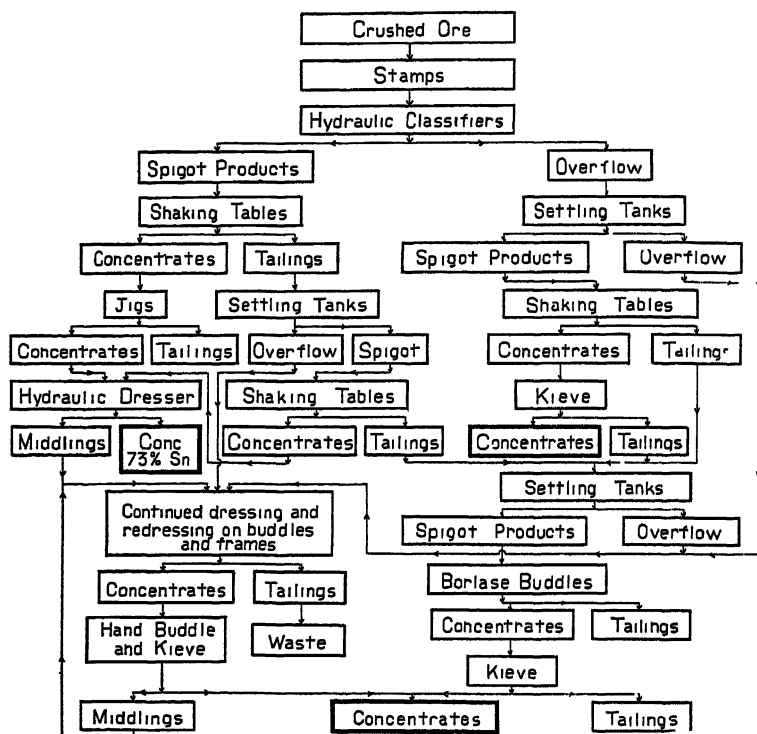 Crushed Ore
Stamps
Hydraulic Classifiers
Spigot Products
Overflow
Shaking Tables
Settling Tanks
Concentrates
Tailings
Spigot Products
Overflow
Jigs
Settling Tanks
Shaking Tables
Concentrates
Tailings
Overflow
Spigot
Concentrates
Tailings
Hydraulic Dresser
Shaking Tables
Kieve
Middlings
Conc
73% Sn
Concentrates
Tailings
Concentrates
Tailings
Settling Tanks
Continued dressing and
redressing on buddles
and frames
Spigot Products
Overflow
Concentrates
Tailings
Borlase Buddles
Hand Buddle
and Kieve
Waste
Concentrates
Tailings
Kieve
Middlings
Concentrates
Tailings